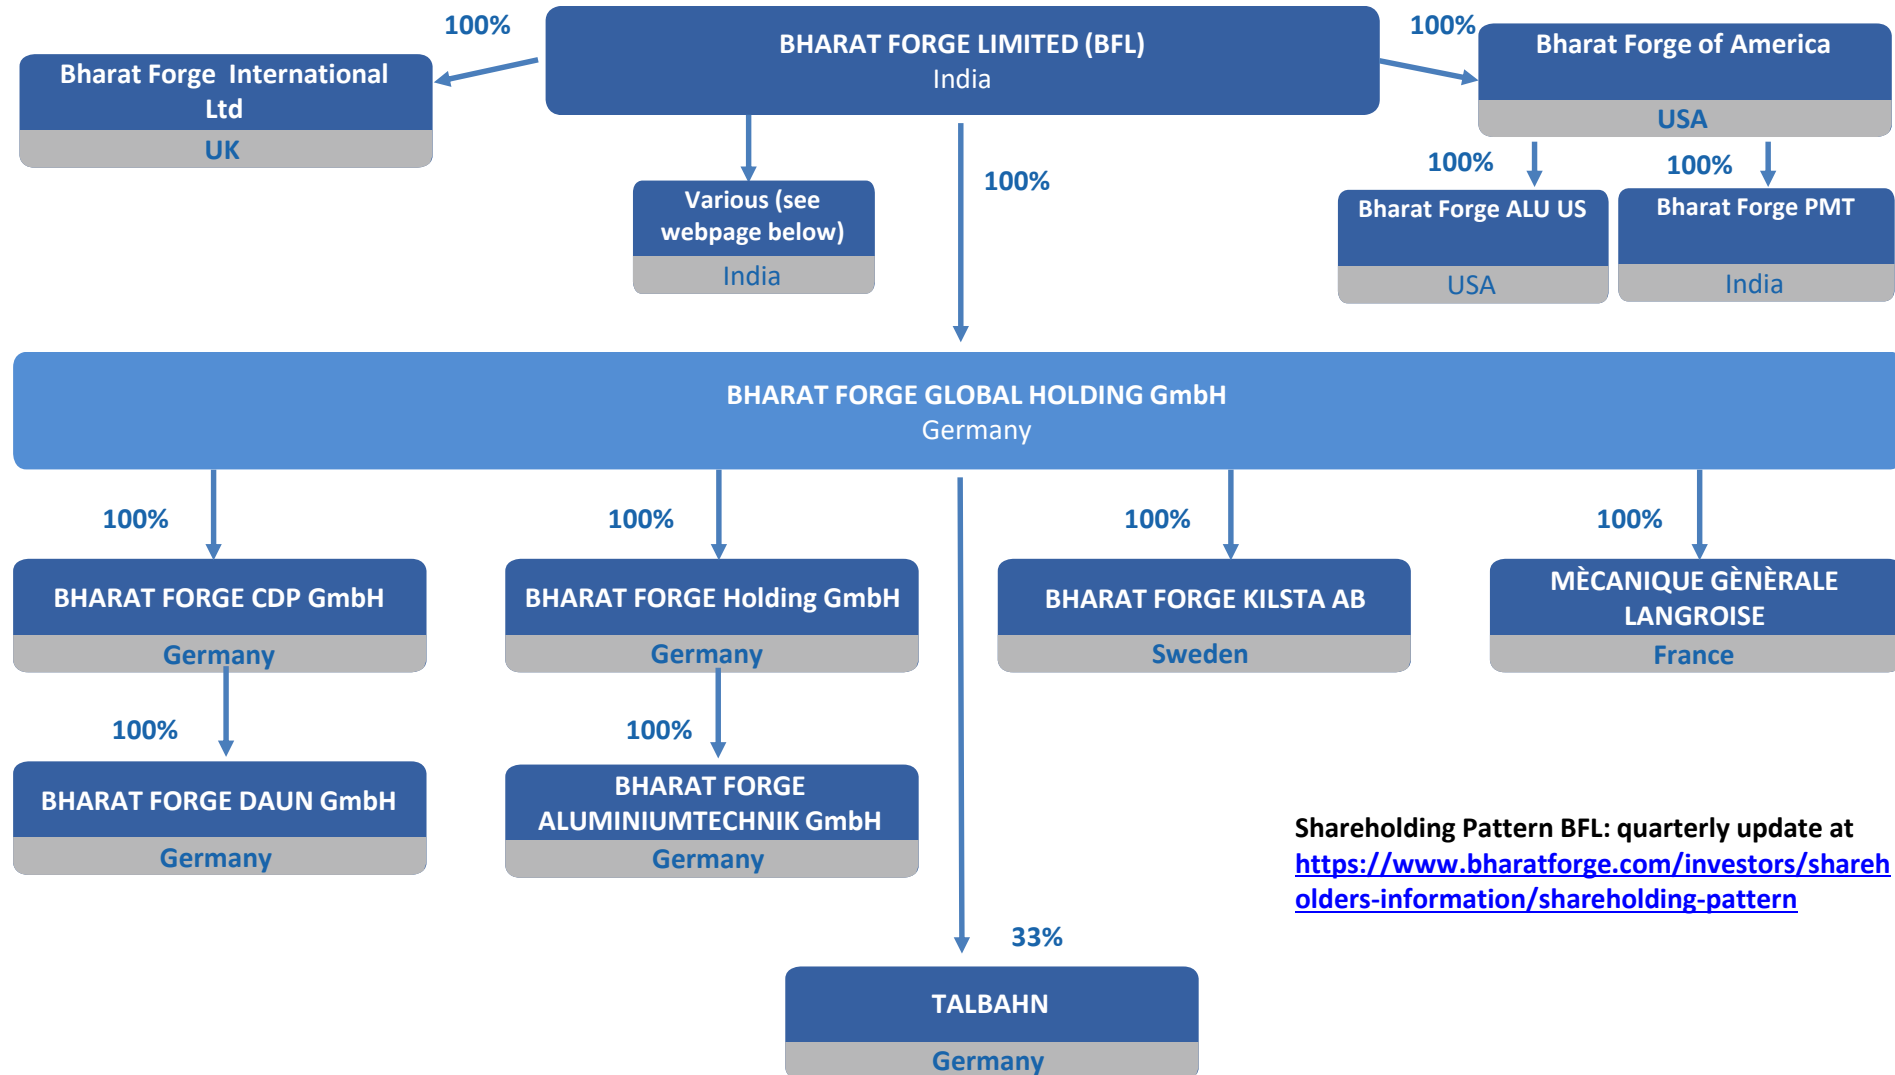 100%
BHARAT FORGE LIMITED (BFL)
India
100%
Bharat Forge of America
USA
Bharat Forge International
Ltd
UK
100%
Various (see
webpage below)
India
100%
100%
Bharat Forge ALU US
USA
Bharat Forge PMT
India
BHARAT FORGE GLOBAL HOLDING GmbH
Germany
100%
100%
100%
100%
BHARAT FORGE CDP GmbH
Germany
BHARAT FORGE Holding GmbH
Germany
BHARAT FORGE KILSTA AB
Sweden
MÈCANIQUE GÈNÈRALE
LANGROISE
France
100%
100%
BHARAT FORGE DAUN GmbH
Germany
BHARAT FORGE
ALUMINIUMTECHNIK GmbH
Germany
Shareholding Pattern BFL: quarterly update at
https://www.bharatforge.com/investors/shareh
olders-information/shareholding-pattern
33%
TALBAHN
Germany